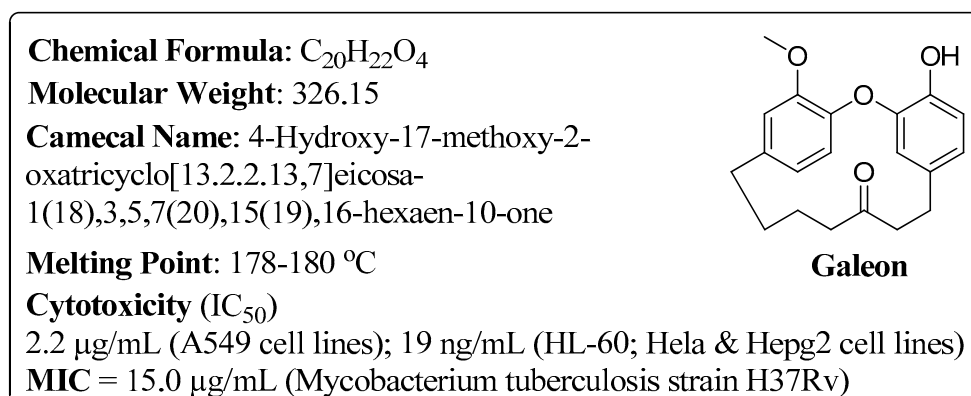 Chemical Formula: C₂₀H₂₂O₄
Molecular Weight: 326.15
Camecal Name: 4-Hydroxy-17-methoxy-2-
oxatricyclo[13.2.2.13,7]eicosa-
1(18),3,5,7(20),15(19),16-hexaen-10-one
Melting Point: 178-180 °C
Cytotoxicity (IC₅₀)
2.2 μg/mL (A549 cell lines); 19 ng/mL (HL-60; Hela & Hepg2 cell lines)
MIC = 15.0 μg/mL (Mycobacterium tuberculosis strain H37Rv)
O
O
OH
O
Galeon